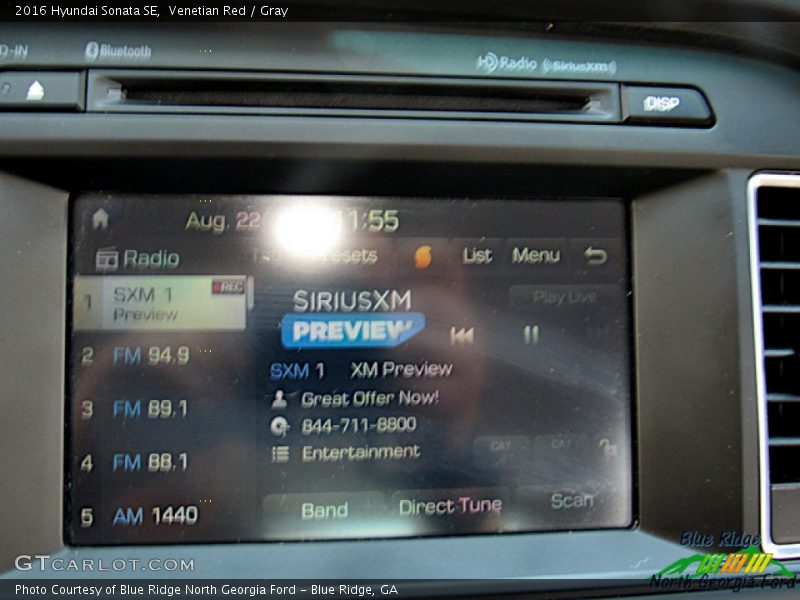 2016 Hyundai Sonata SE,  Venetian Red / Gray
D-IN Bluetooth HD Radio ((SiriusXM))
DISP
Aug. 22 11:55
Radio Presets List Menu
1 SXM 1 REC
Preview
SIRIUSXM
PREVIEW
Play Live
2 FM 94.9
SXM 1 XM Preview
3 FM 89.1
Great Offer Now!
844-711-8800
4 FM 88.1
Entertainment
CAT CAT
5 AM 1440
Band Direct Tune Scan
GTCARLOT.COM
Blue Ridge
North Georgia Ford
Photo Courtesy of Blue Ridge North Georgia Ford – Blue Ridge, GA